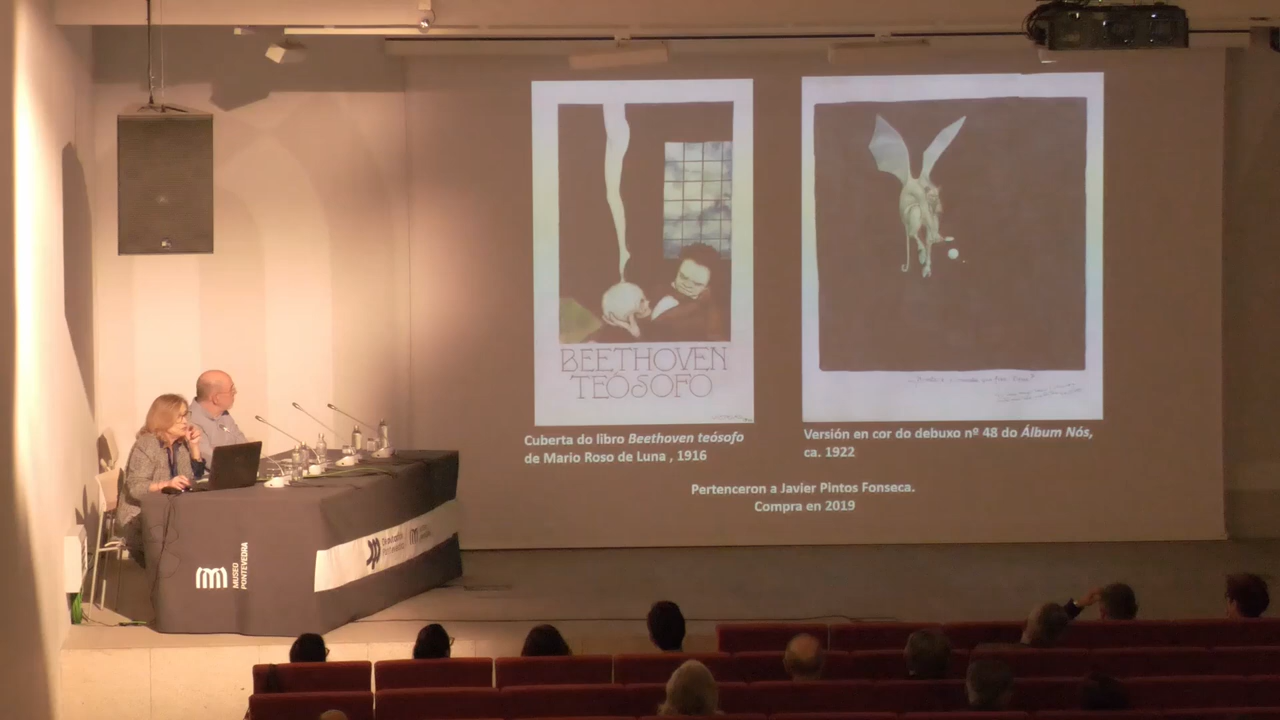 BEETHOVEN
TEÓSOFO
Cuberta do libro Beethoven teósofo
de Mario Roso de Luna , 1916
Versión en cor do debuxo nº 48 do Álbum Nós,
ca. 1922
Pertenceron a Javier Pintos Fonseca.
Compra en 2019
MUSEO
PONTEVEDRA